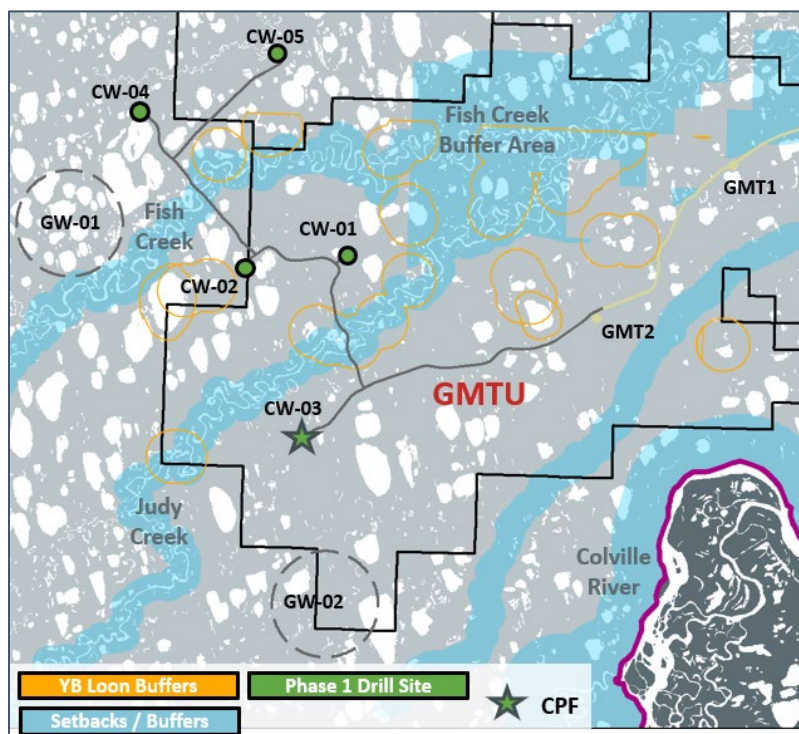 CW-05
CW-04
Fish Creek
Buffer Area
GMT1
GW-01
Fish
Creek
CW-01
CW-02
GMT2
GMTU
CW-03
Judy
Creek
Colville
River
GW-02
YB Loon Buffers
Phase 1 Drill Site
CPF
Setbacks / Buffers